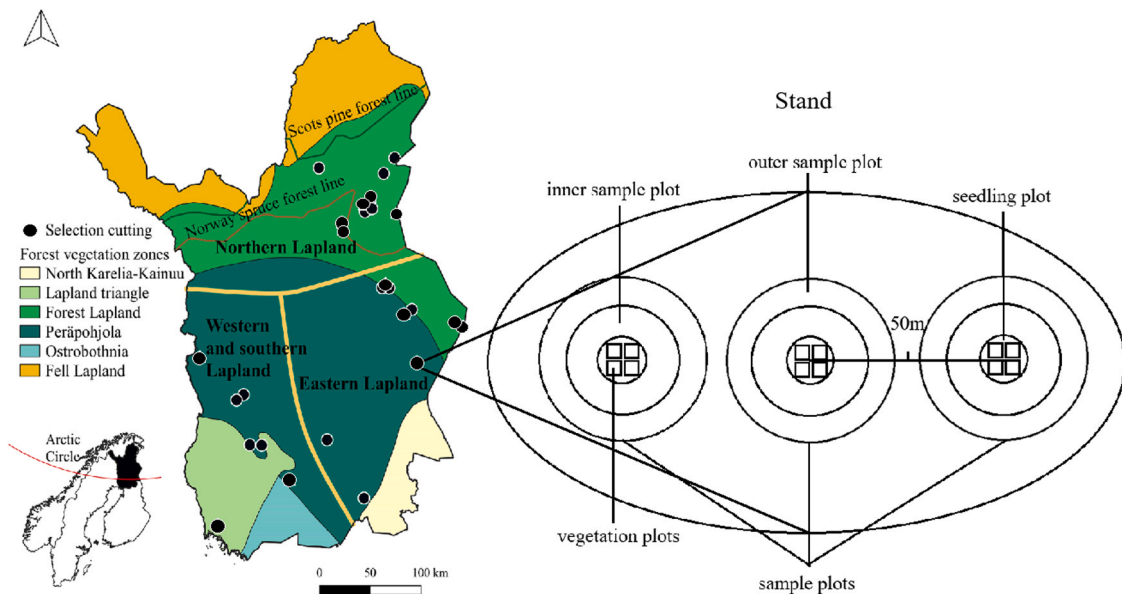 Scots pine forest line
Norway spruce forest line
Northern Lapland
Western
and southern
Lapland
Eastern Lapland
Selection cutting
Forest vegetation zones
North Karelia-Kainuu
Lapland triangle
Forest Lapland
Peräpohjola
Ostrobothnia
Fell Lapland
Arctic
Circle
0 50 100 km
Stand
outer sample plot
inner sample plot
seedling plot
50m
vegetation plots
sample plots